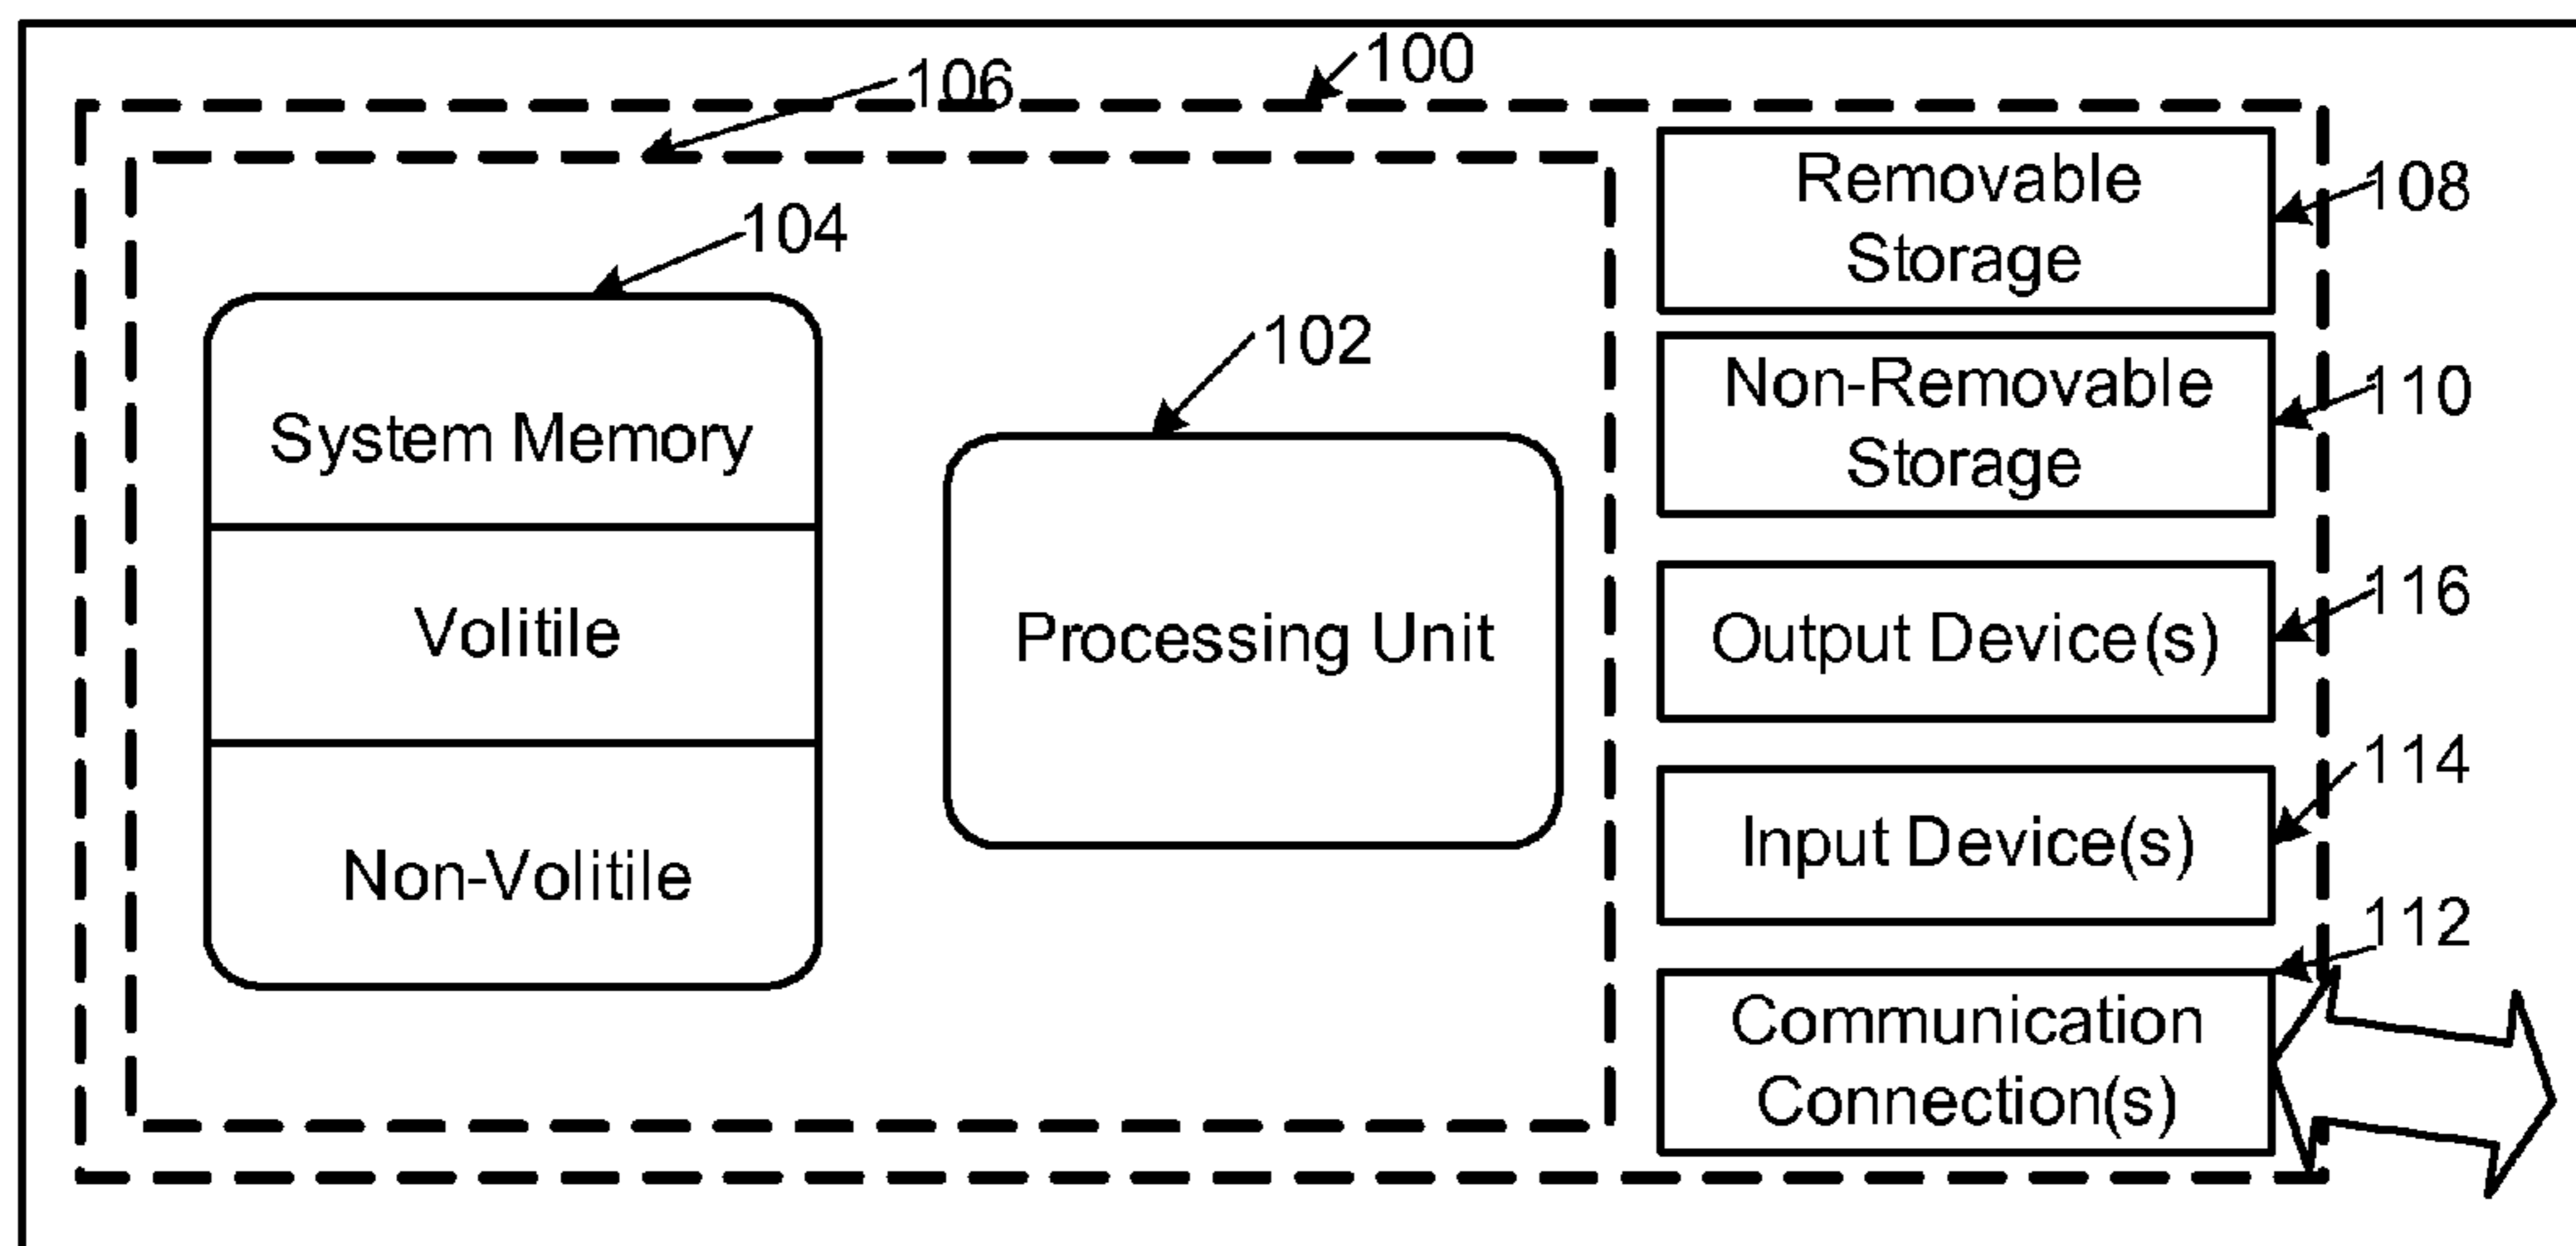 100
106
104
102
System Memory
Volitile
Non-Volitile
Processing Unit
Removable
Storage
108
Non-Removable
Storage
110
Output Device(s)
116
Input Device(s)
114
Communication
Connection(s)
112